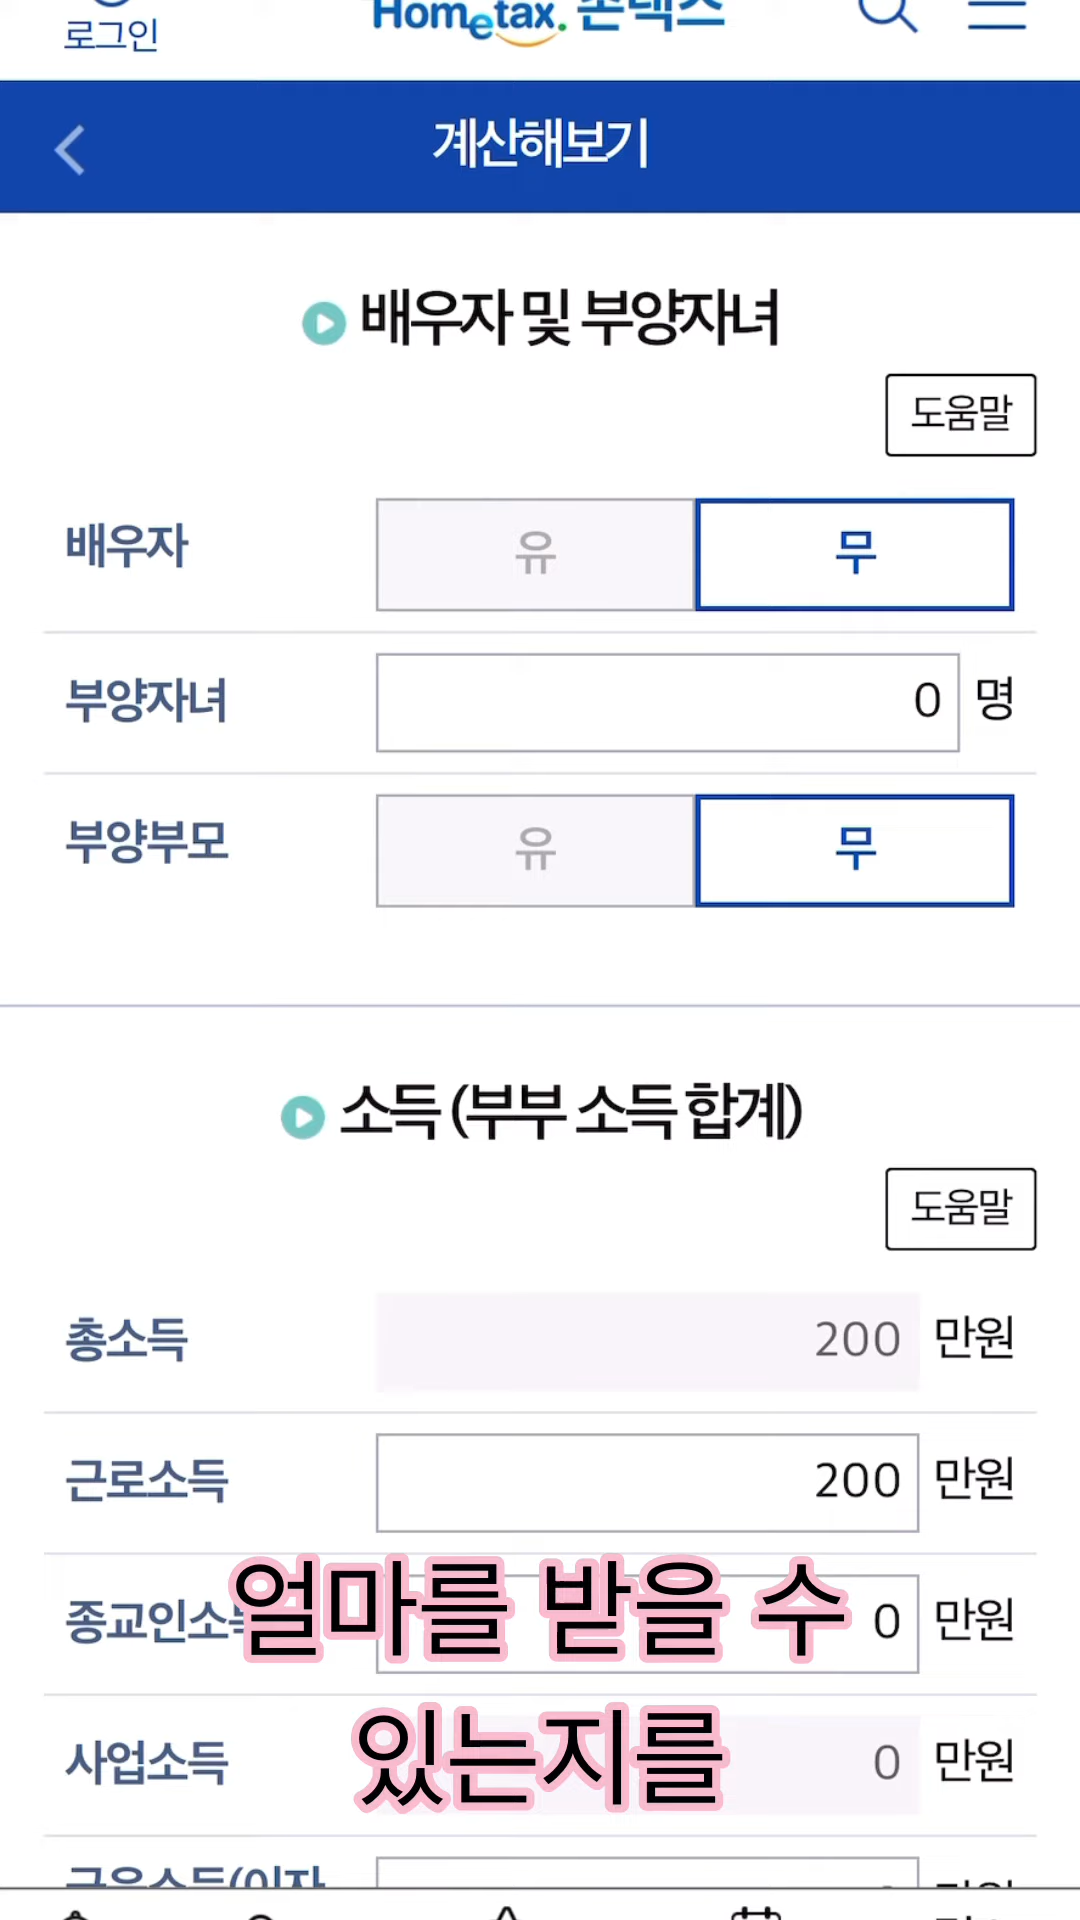 로그인
Hometax. 손택스
계산해보기
배우자 및 부양자녀
도움말
배우자 유 무
부양자녀 0 명
부양부모 유 무
소득 (부부 소득 합계)
도움말
총소득 200 만원
근로소득 200 만원
종교인소득 0 만원
얼마를 받을 수
사업소득 0 만원
있는지를